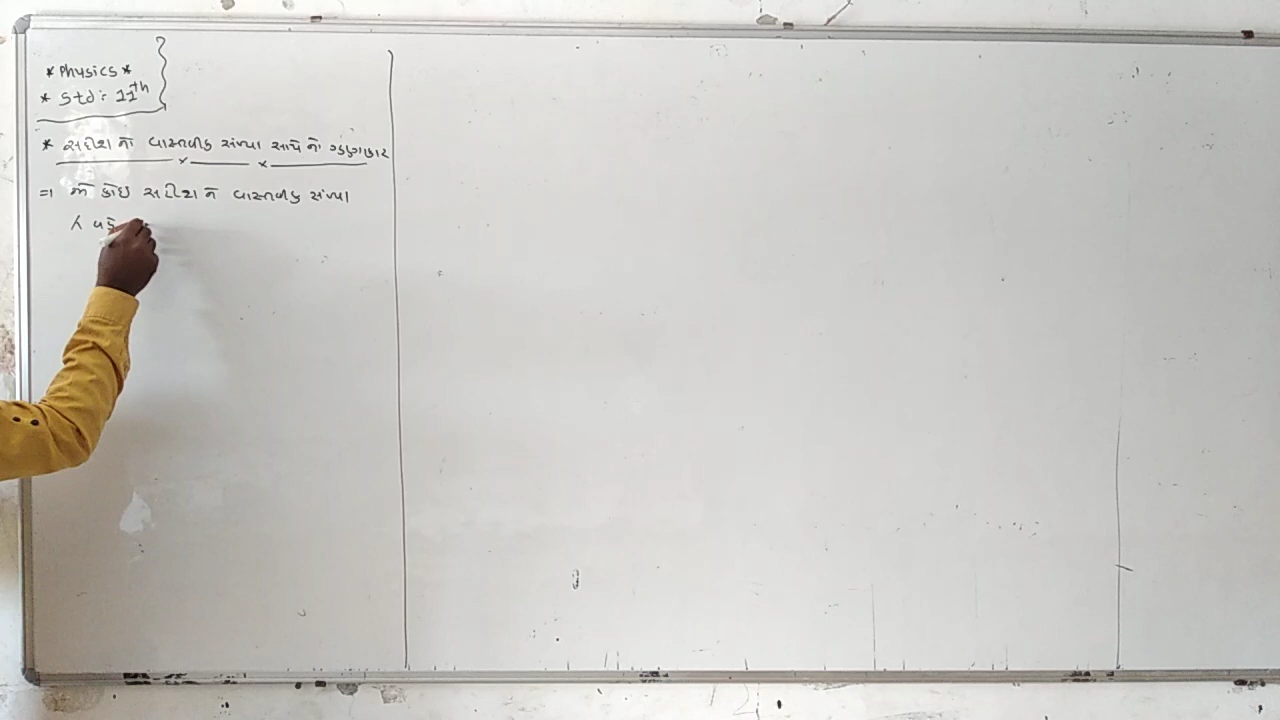 * Physics *
* Std: 11th
* સદીશ નો વાસ્તવીક સંખ્યા સાથે નો ગુણાકાર
⇒ જો કોઇ સદીશ ને વાસ્તવીક સંખ્યા
λ વડે